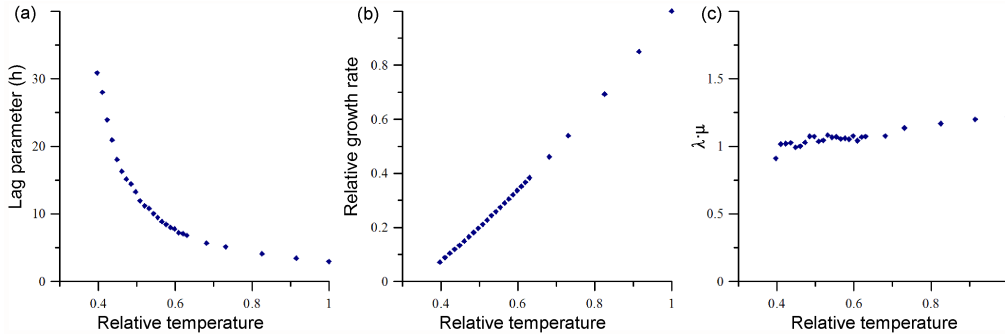 (a)
Lag parameter (h)
30
20
10
0
0.4
0.6
0.8
1
Relative temperature
(b)
Relative growth rate
0.8
0.6
0.4
0.2
0
0.4
0.6
0.8
1
Relative temperature
(c)
λ·μ
1.5
1
0.5
0
0.4
0.6
0.8
Relative temperature